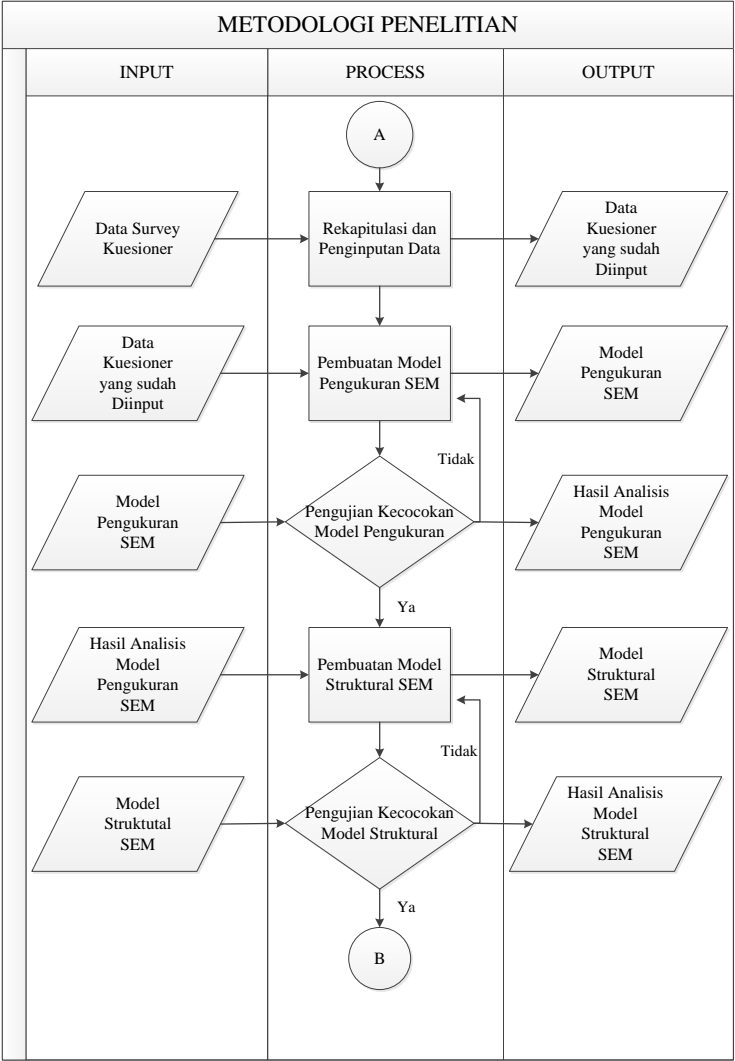 METODOLOGI PENELITIAN
INPUT
PROCESS
OUTPUT
A
Data Survey
Kuesioner
Rekapitulasi dan
Penginputan Data
Data
Kuesioner
yang sudah
Diinput
Data
Kuesioner
yang sudah
Diinput
Pembuatan Model
Pengukuran SEM
Model
Pengukuran
SEM
Tidak
Model
Pengukuran
SEM
Pengujian Kecocokan
Model Pengukuran
Hasil Analisis
Model
Pengukuran
SEM
Ya
Hasil Analisis
Model
Pengukuran
SEM
Pembuatan Model
Struktural SEM
Model
Struktural
SEM
Tidak
Model
Struktutal
SEM
Pengujian Kecocokan
Model Struktural
Hasil Analisis
Model
Struktural
SEM
Ya
B